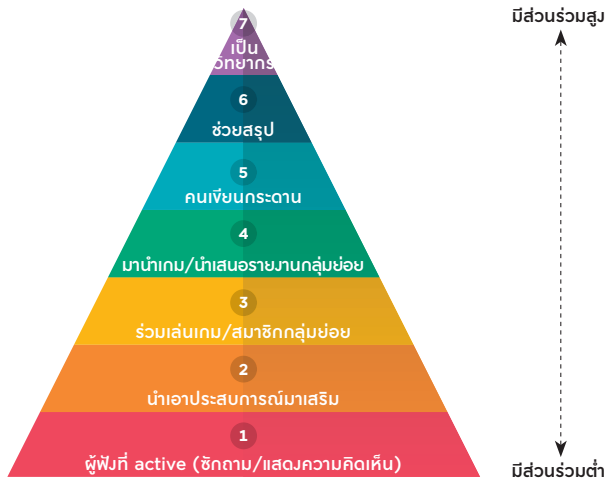 มีส่วนร่วมสูง
7
เป็น
วิทยากร
6
ช่วยสรุป
5
คนเขียนกระดาน
4
มานำเกม/นำเสนอรายงานกลุ่มย่อย
3
ร่วมเล่นเกม/สมาชิกกลุ่มย่อย
2
นำเอาประสบการณ์มาเสริม
1
ผู้ฟังที่ active (ซักถาม/แสดงความคิดเห็น)
มีส่วนร่วมต่ำ